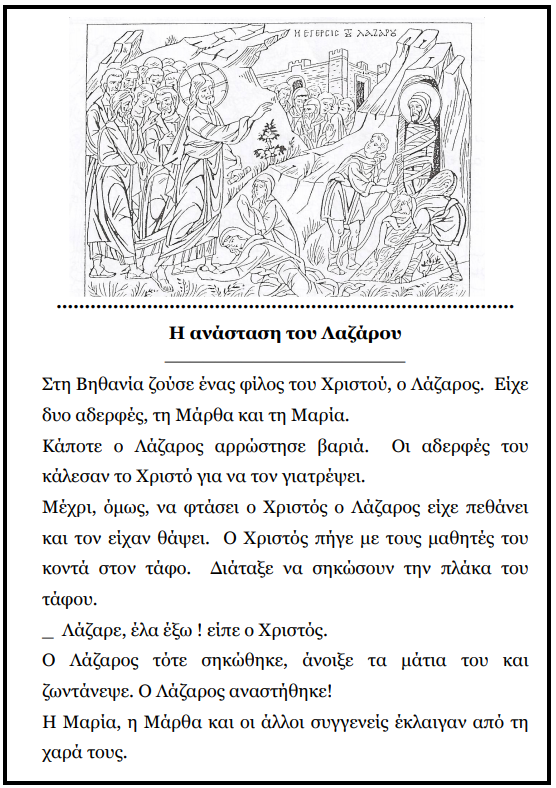 Η ΕΓΕΡΣΙΣ ΤΟΥ ΛΑΖΑΡΟΥ
Η ανάσταση του Λαζάρου
Στη Βηθανία ζούσε ένας φίλος του Χριστού, ο Λάζαρος. Είχε
δυο αδερφές, τη Μάρθα και τη Μαρία.
Κάποτε ο Λάζαρος αρρώστησε βαριά. Οι αδερφές του
κάλεσαν το Χριστό για να τον γιατρέψει.
Μέχρι, όμως, να φτάσει ο Χριστός ο Λάζαρος είχε πεθάνει
και τον είχαν θάψει. Ο Χριστός πήγε με τους μαθητές του
κοντά στον τάφο. Διάταξε να σηκώσουν την πλάκα του
τάφου.
_ Λάζαρε, έλα έξω ! είπε ο Χριστός.
Ο Λάζαρος τότε σηκώθηκε, άνοιξε τα μάτια του και
ζωντάνεψε. Ο Λάζαρος αναστήθηκε!
Η Μαρία, η Μάρθα και οι άλλοι συγγενείς έκλαιγαν από τη
χαρά τους.